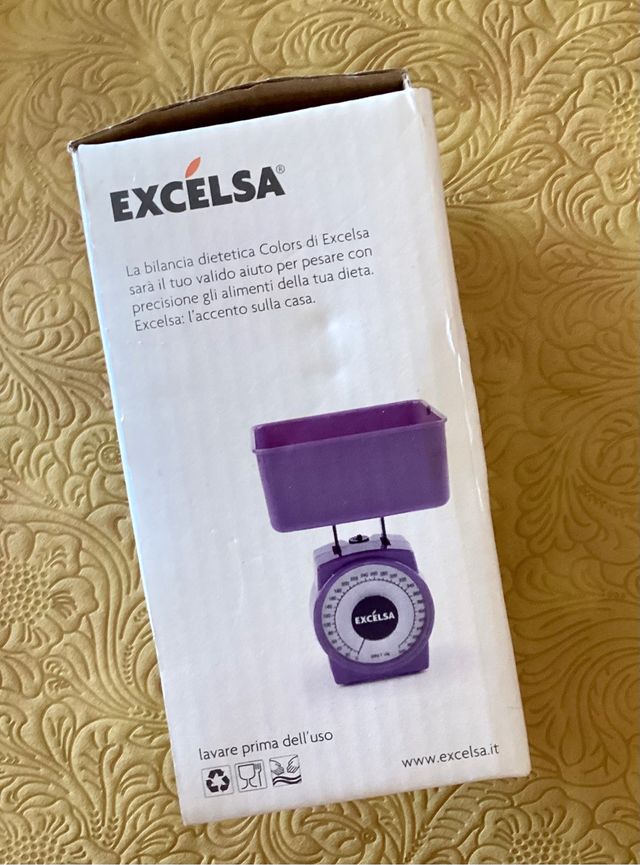 EXCÉLSA®
La bilancia dietetica Colors di Excelsa
sarà il tuo valido aiuto per pesare con
precisione gli alimenti della tua dieta.
Excelsa: l'accento sulla casa.
EXCÉLSA
lavare prima dell'uso
www.excelsa.it